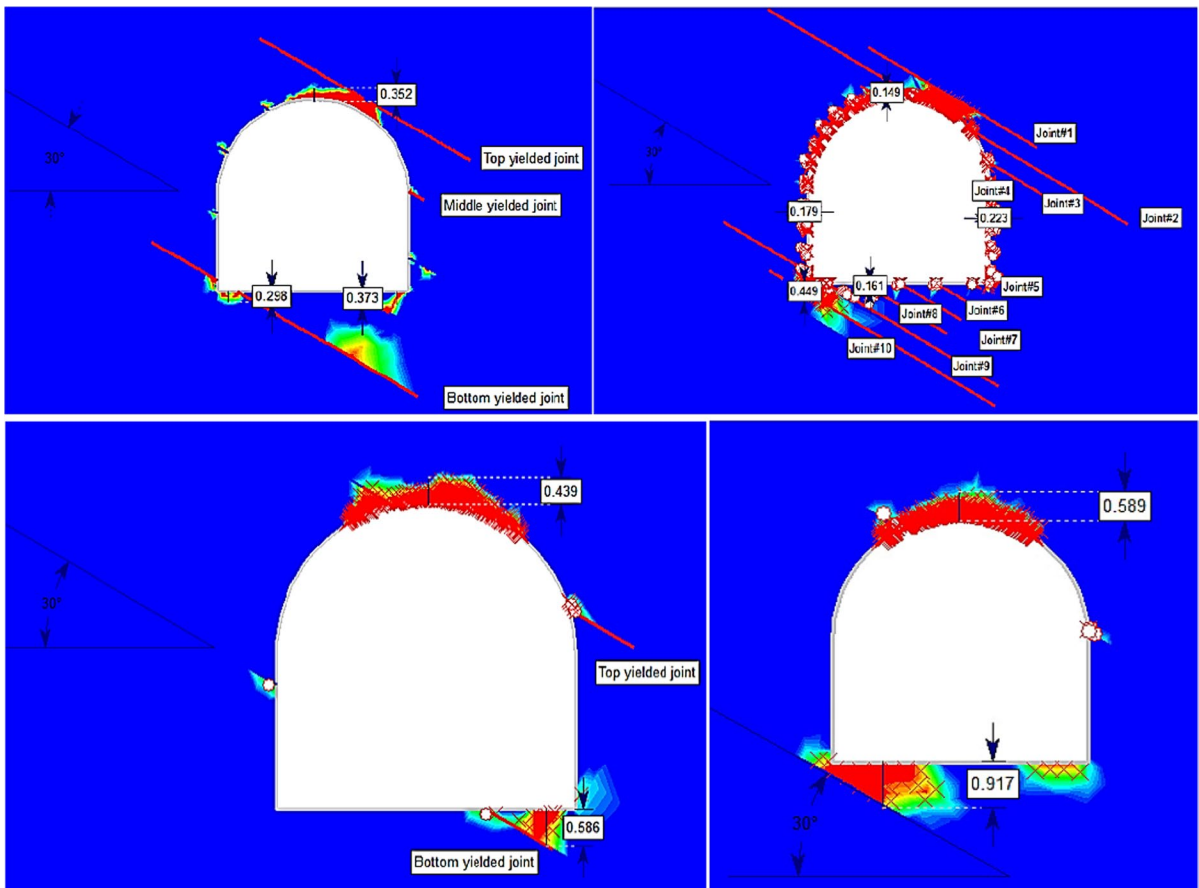 0.352
30°
Top yielded joint
Middle yielded joint
0.298
0.373
Bottom yielded joint
0.149
Joint#1
30°
Joint#4
Joint#3
0.179
0.223
Joint#2
0.449
0.161
Joint#5
Joint#6
Joint#8
Joint#7
Joint#10
Joint#9
0.439
30°
Top yielded joint
0.586
Bottom yielded joint
0.589
0.917
30°